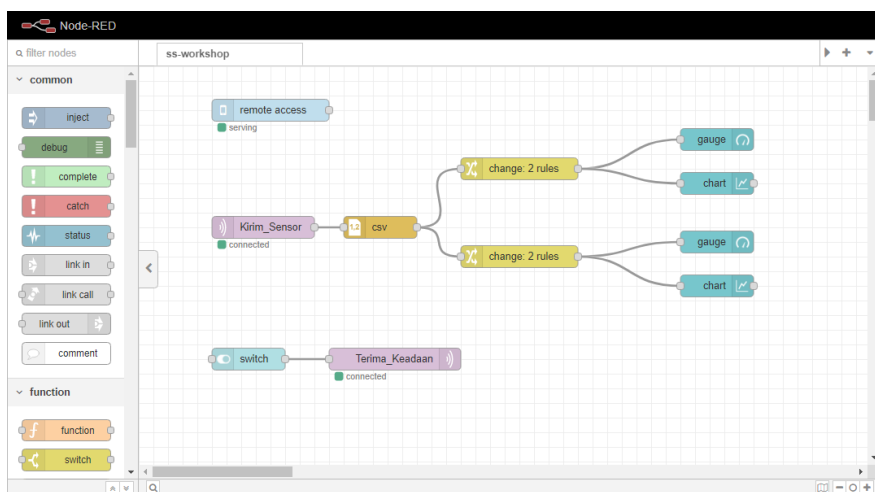 Node-RED
filter nodes
ss-workshop
common
inject
debug
complete
catch
status
link in
link call
link out
comment
function
function
switch
remote access
serving
Kirim_Sensor
connected
1,2
csv
change: 2 rules
gauge
chart
change: 2 rules
gauge
chart
switch
Terima_Keadaan
connected